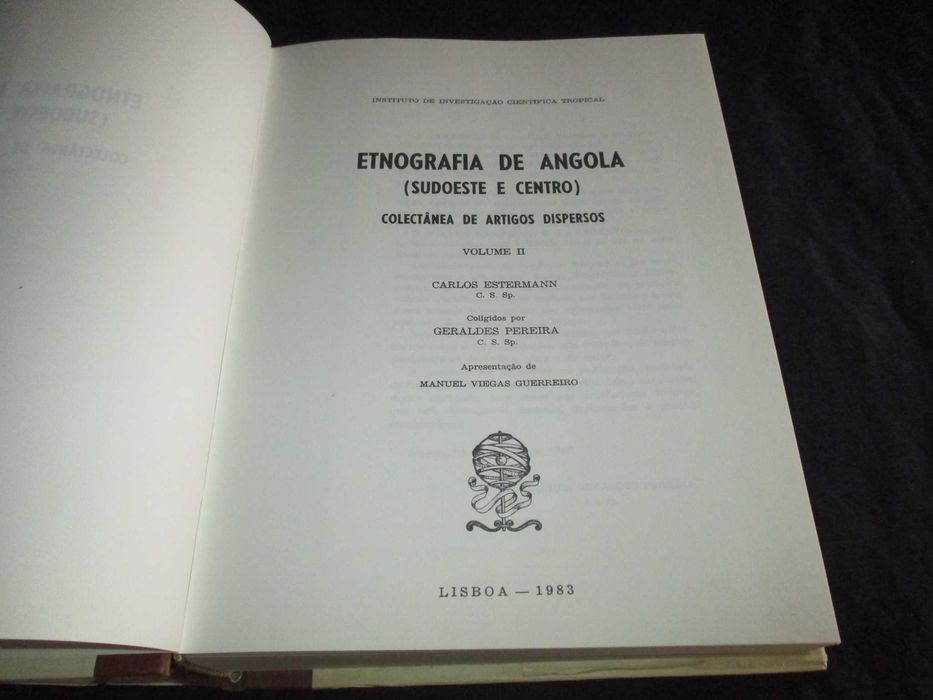 INSTITUTO DE INVESTIGAÇÃO CIENTÍFICA TROPICAL
ETNOGRAFIA DE ANGOLA
(SUDOESTE E CENTRO)
COLECTÂNEA DE ARTIGOS DISPERSOS
VOLUME II
CARLOS ESTERMANN
C. S. Sp.
Coligidos por
GERALDES PEREIRA
C. S. Sp.
Apresentação de
MANUEL VIEGAS GUERREIRO
LISBOA — 1983